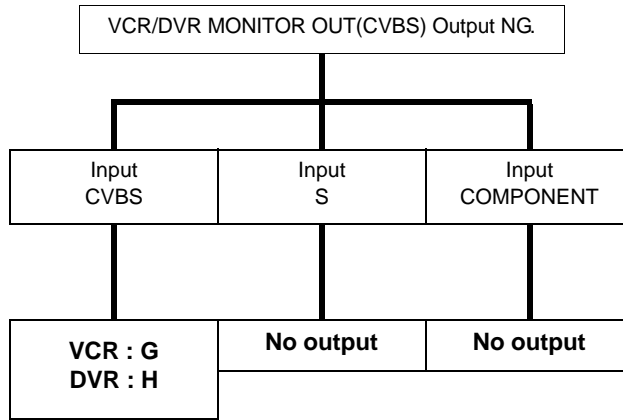 VCR/DVR MONITOR OUT(CVBS) Output NG.
Input
CVBS
Input
S
Input
COMPONENT
VCR : G
DVR : H
No output
No output